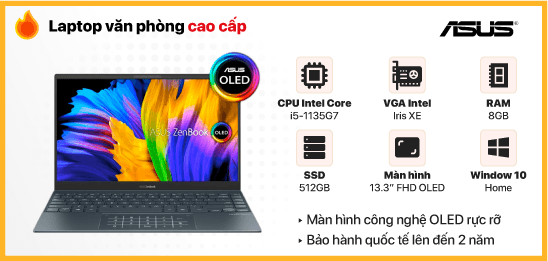 Laptop văn phòng cao cấp
ASUS
ASUS
OLED
ASUS ZenBook
OLED
CPU Intel Core
i5-1135G7
VGA Intel
Iris XE
RAM
8GB
SSD
512GB
Màn hình
13.3” FHD OLED
Window 10
Home
▸ Màn hình công nghệ OLED rực rỡ
▸ Bảo hành quốc tế lên đến 2 năm